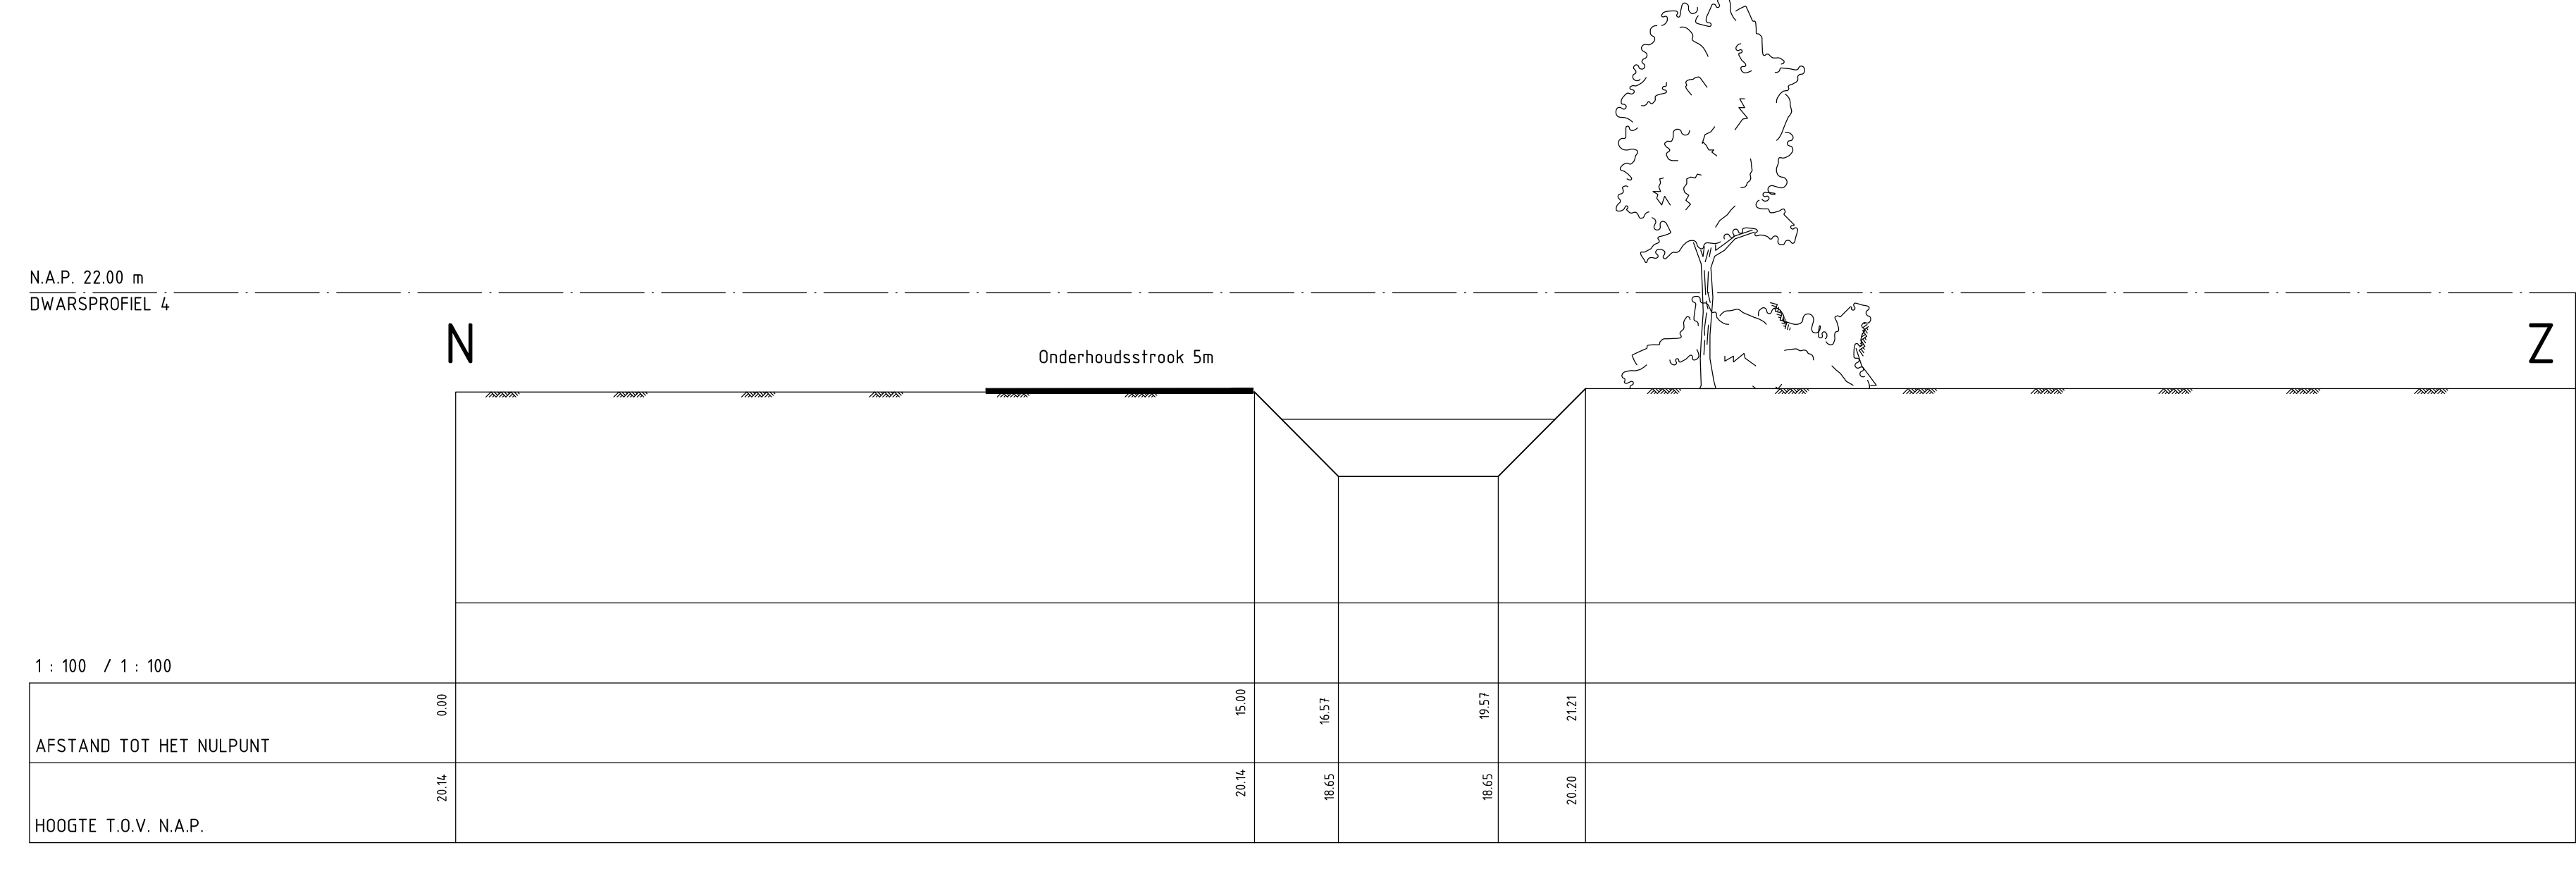 N.A.P. 22.00 m
DWARSPROFIEL 4
N
Z
Onderhoudsstrook 5m
1 : 100 / 1 : 100
0.00 15.00 16.57 19.57 21.21
AFSTAND TOT HET NULPUNT
20.14 20.14 18.65 18.65 20.20
HOOGTE T.O.V. N.A.P.